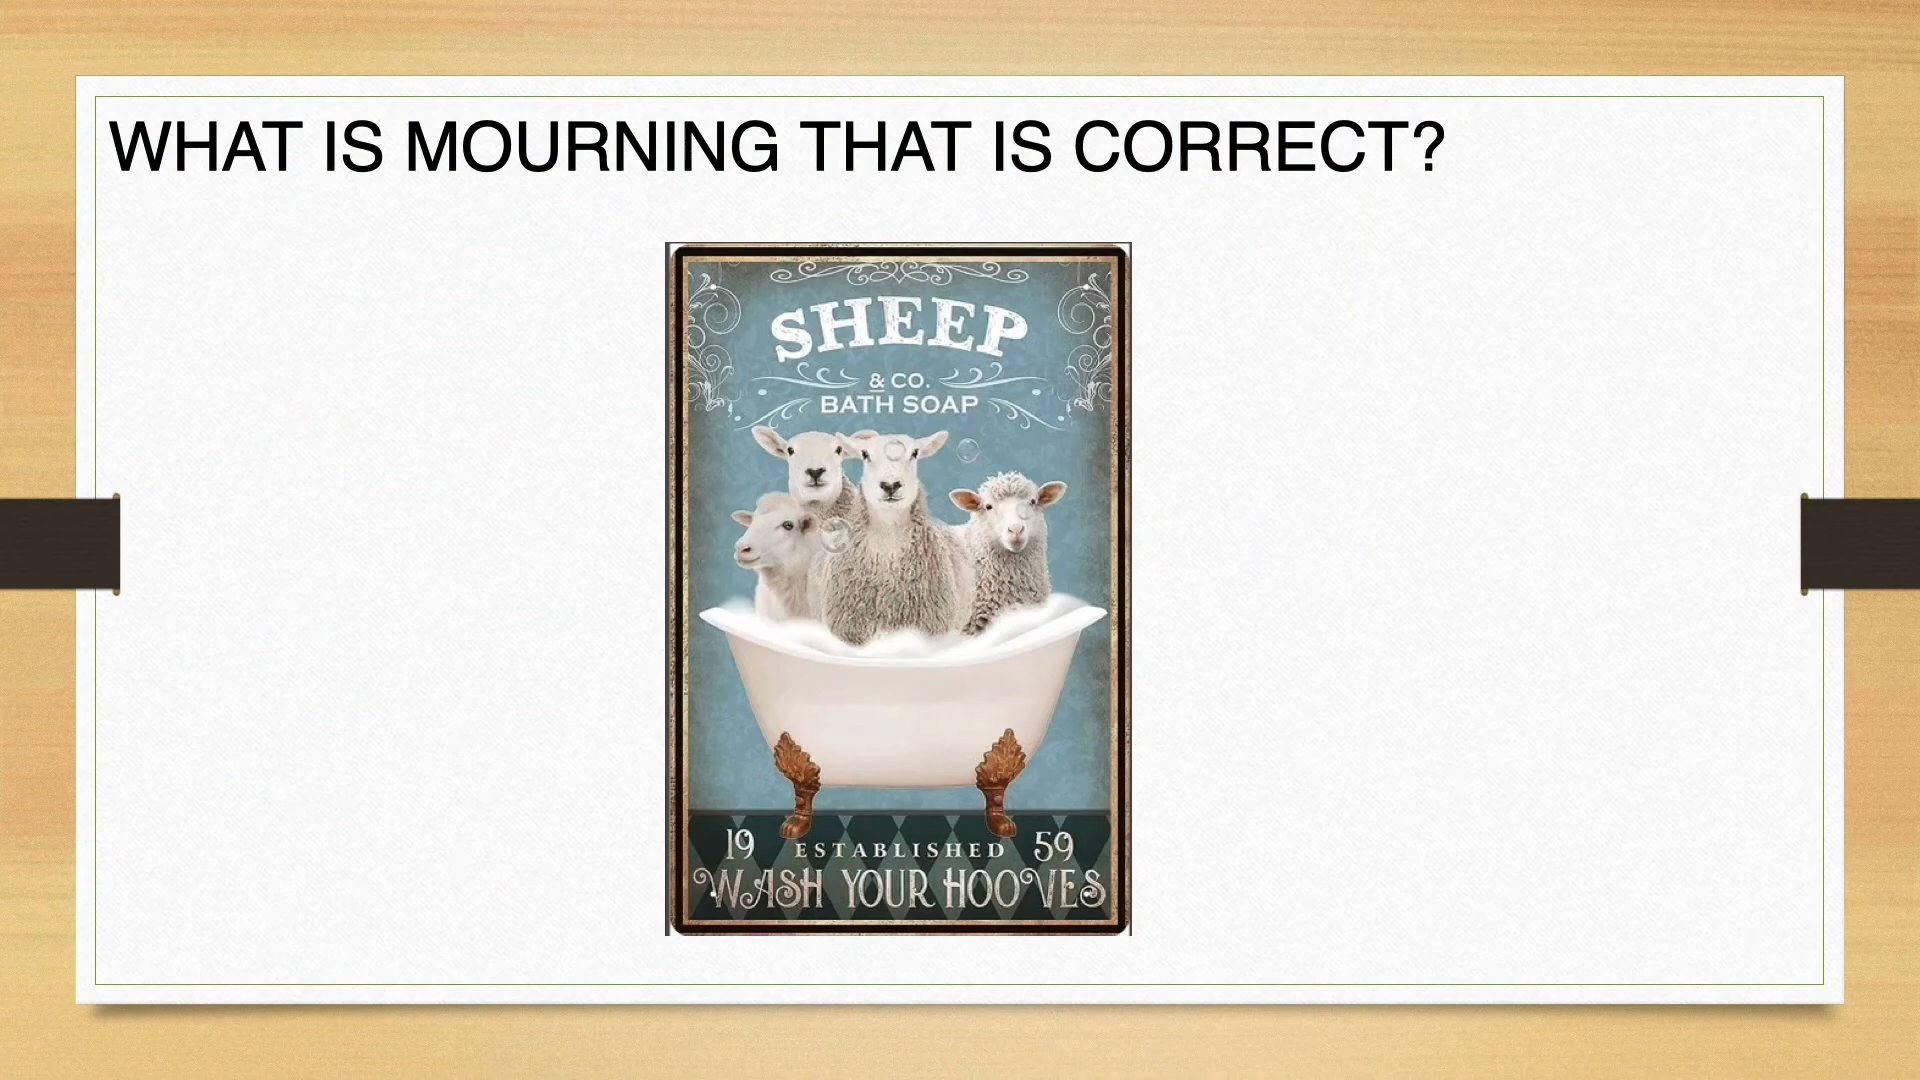 WHAT IS MOURNING THAT IS CORRECT?
SHEEP
& CO.
BATH SOAP
19 ESTABLISHED 59
WASH YOUR HOOVES